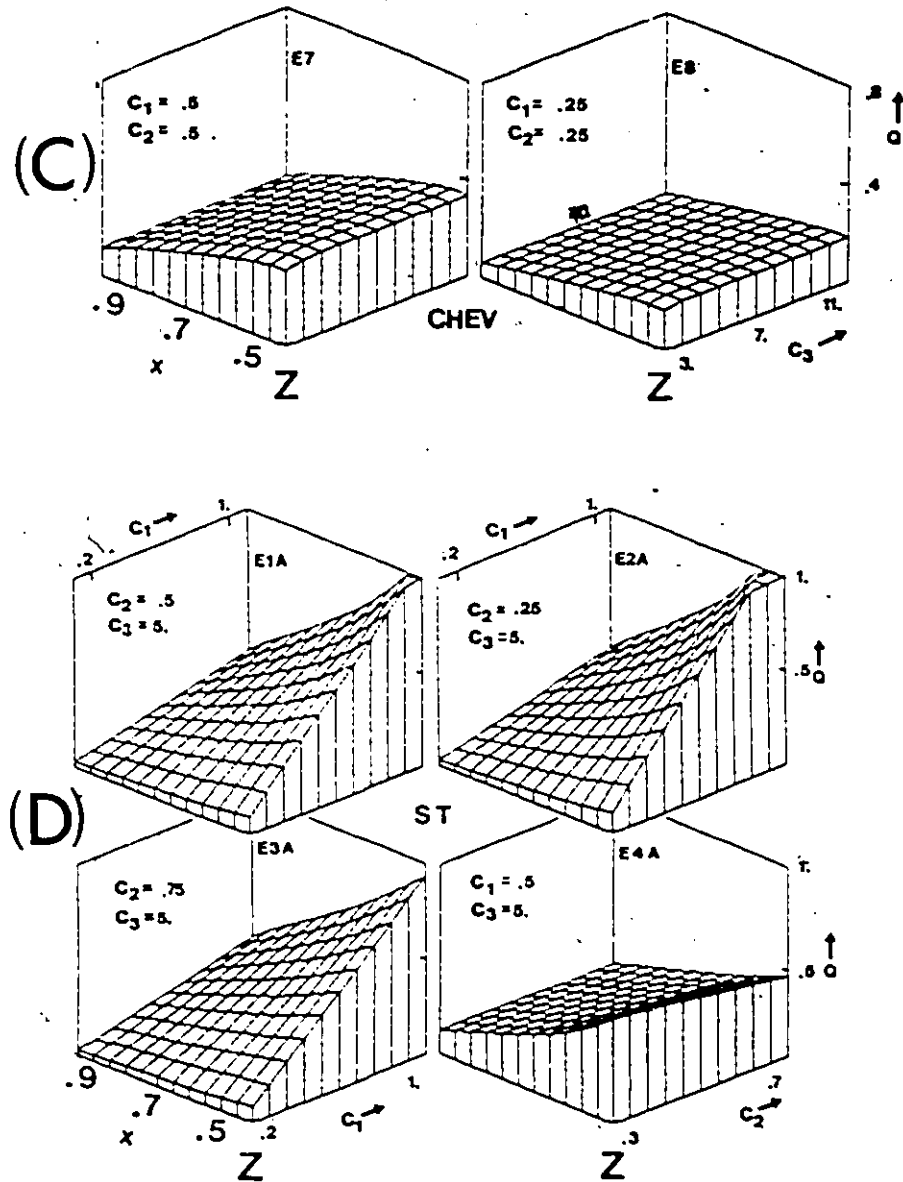 E7
C1 = .5
C2 = .5
E8
C1 = .25
C2 = .25
.8
Q
.4
(C)
.9
.7
.5
x
Z
CHEV
3.
7.
11.
C3
Z
C1
.2
1.
E1A
C2 = .5
C3 = 5.
C1
.2
1.
E2A
C2 = .25
C3 = 5.
1.
.5
Q
(D)
ST
E3A
C2 = .75
C3 = 5.
E4A
C1 = .5
C3 = 5.
1.
.5
Q
.9
.7
.5
x
Z
.2
C1
1.
.3
C2
.7
Z